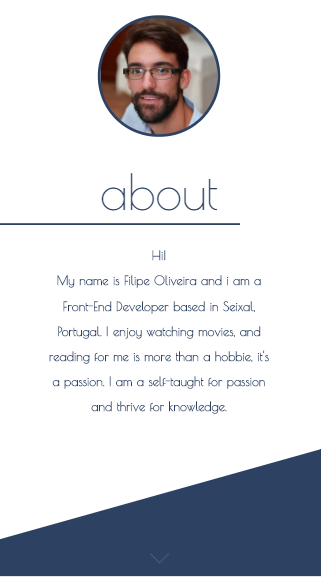 about
Hi!
My name is Filipe Oliveira and i am a
Front-End Developer based in Seixal,
Portugal. I enjoy watching movies, and
reading for me is more than a hobbie, it's
a passion. I am a self-taught for passion
and thrive for knowledge.